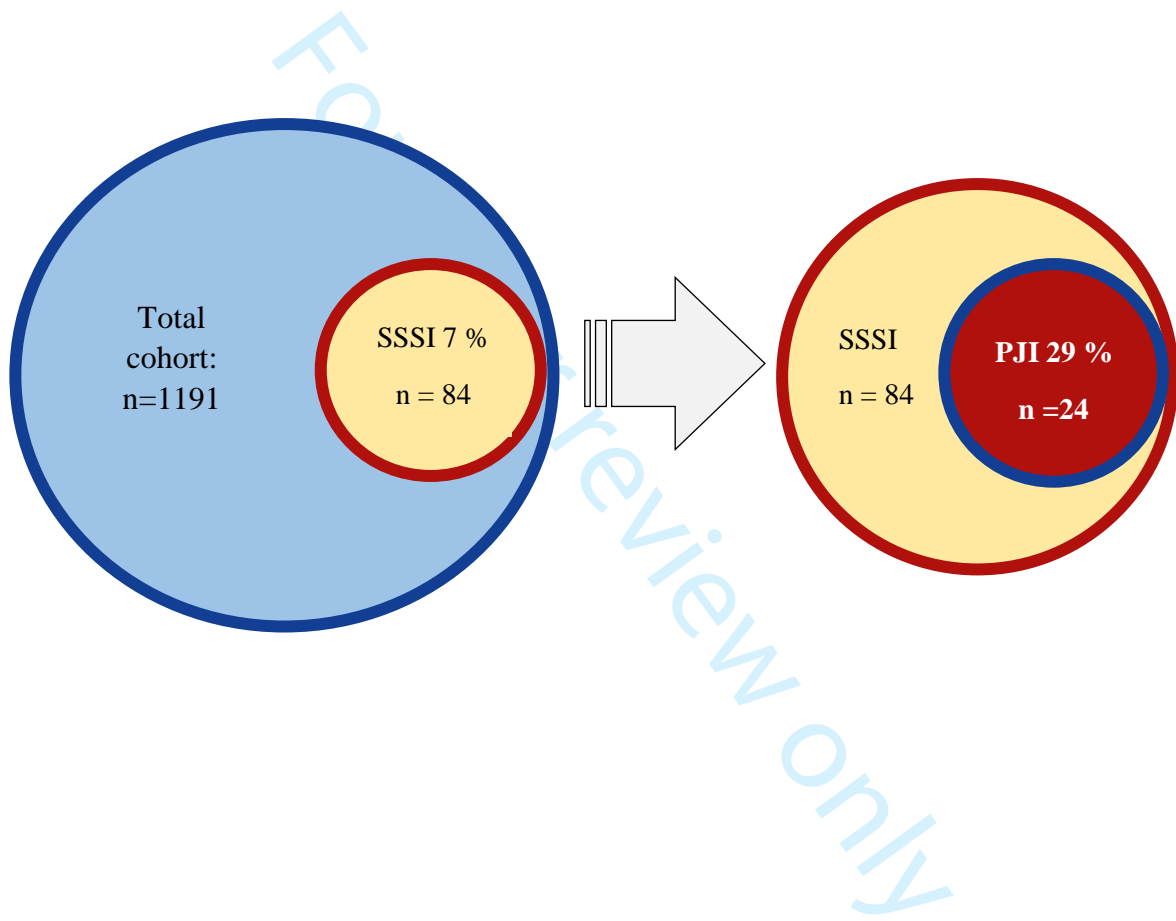 Total
cohort:
n=1191
SSSI 7 %
n = 84
SSSI
n = 84
PJI 29 %
n =24
For review only